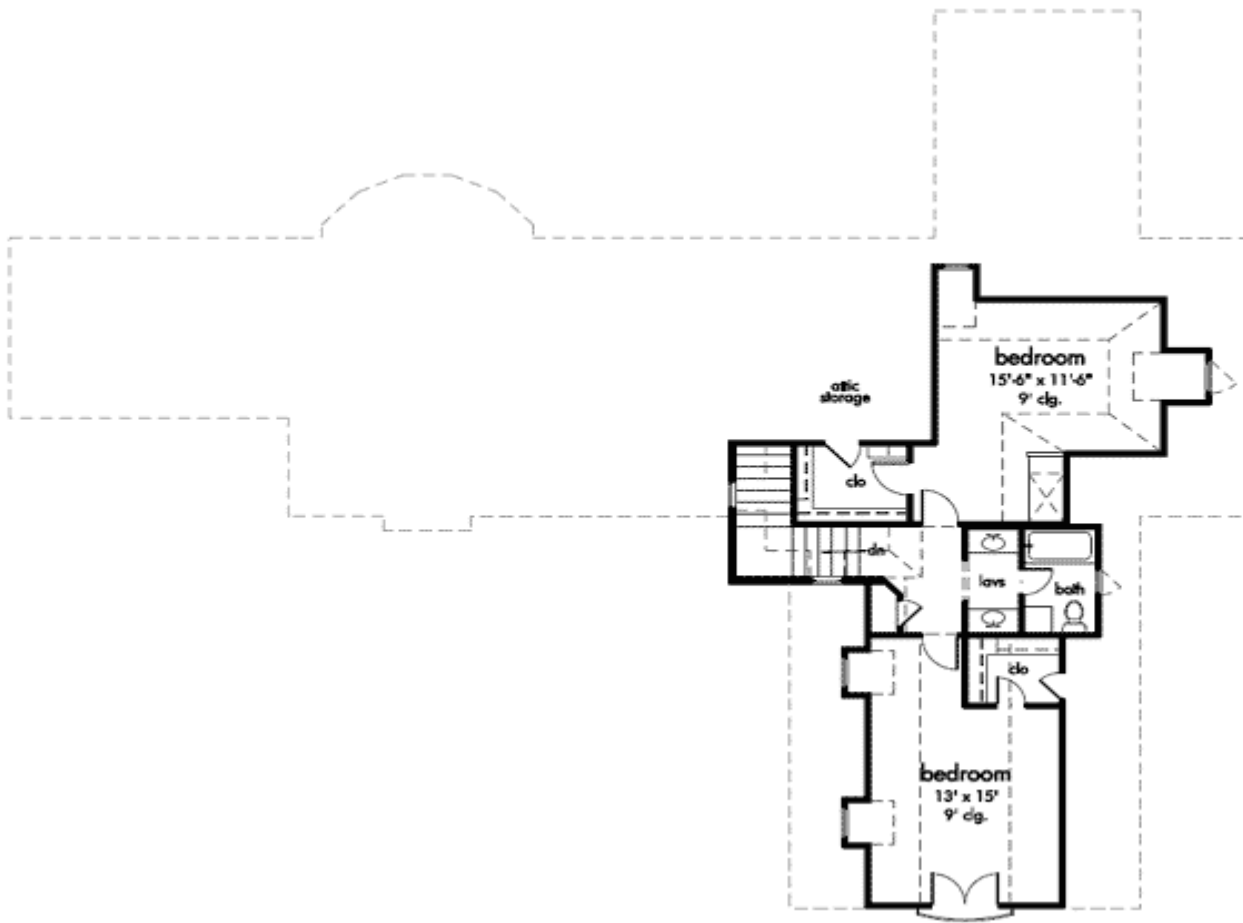 bedroom
15'-6" x 11'-6"
9' clg.
attic
storage
clo
dn
lavs
bath
clo
bedroom
13' x 15'
9' clg.